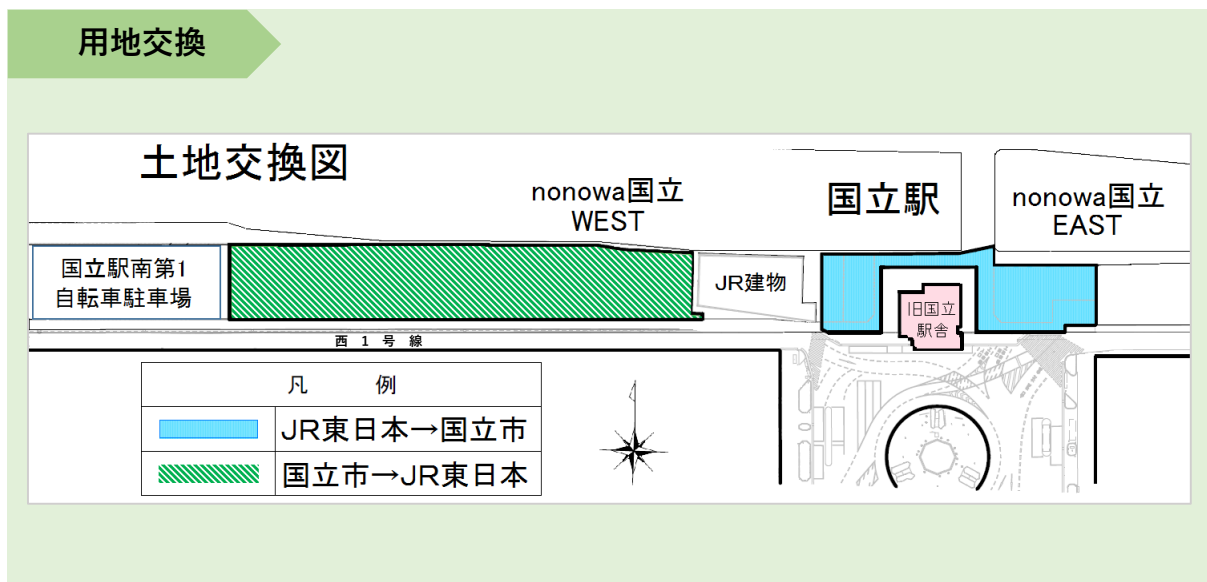 用地交換
土地交換図
nonowa国立
WEST
国立駅
nonowa国立
EAST
国立駅南第1
自転車駐車場
JR建物
旧国立
駅舎
西1号線
凡例
JR東日本→国立市
国立市→JR東日本